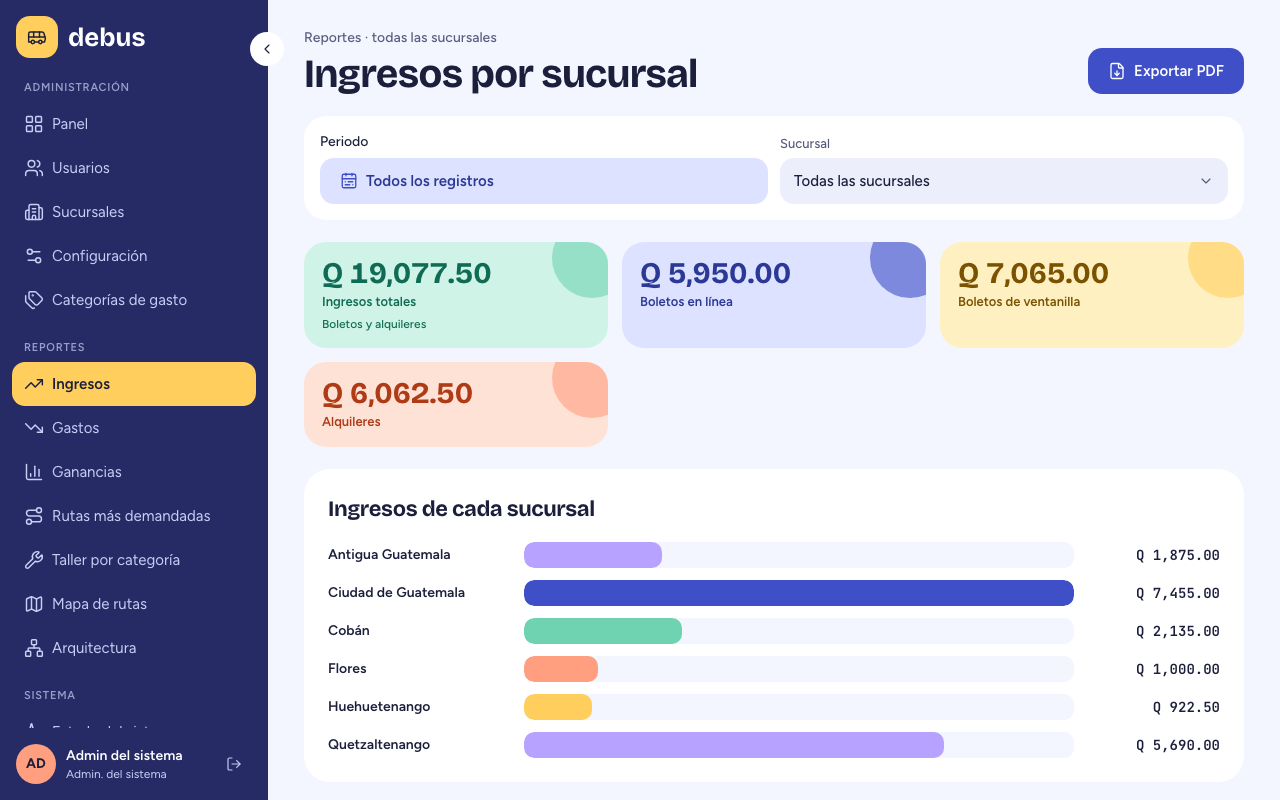 debus
ADMINISTRACIÓN
Panel
Usuarios
Sucursales
Configuración
Categorías de gasto
REPORTES
Ingresos
Gastos
Ganancias
Rutas más demandadas
Taller por categoría
Mapa de rutas
Arquitectura
SISTEMA
AD
Admin del sistema
Admin. del sistema
Reportes · todas las sucursales
Ingresos por sucursal
Exportar PDF
Periodo
Todos los registros
Sucursal
Todas las sucursales
Q 19,077.50
Ingresos totales
Boletos y alquileres
Q 5,950.00
Boletos en línea
Q 7,065.00
Boletos de ventanilla
Q 6,062.50
Alquileres
Ingresos de cada sucursal
Antigua Guatemala Q 1,875.00
Ciudad de Guatemala Q 7,455.00
Cobán Q 2,135.00
Flores Q 1,000.00
Huehuetenango Q 922.50
Quetzaltenango Q 5,690.00